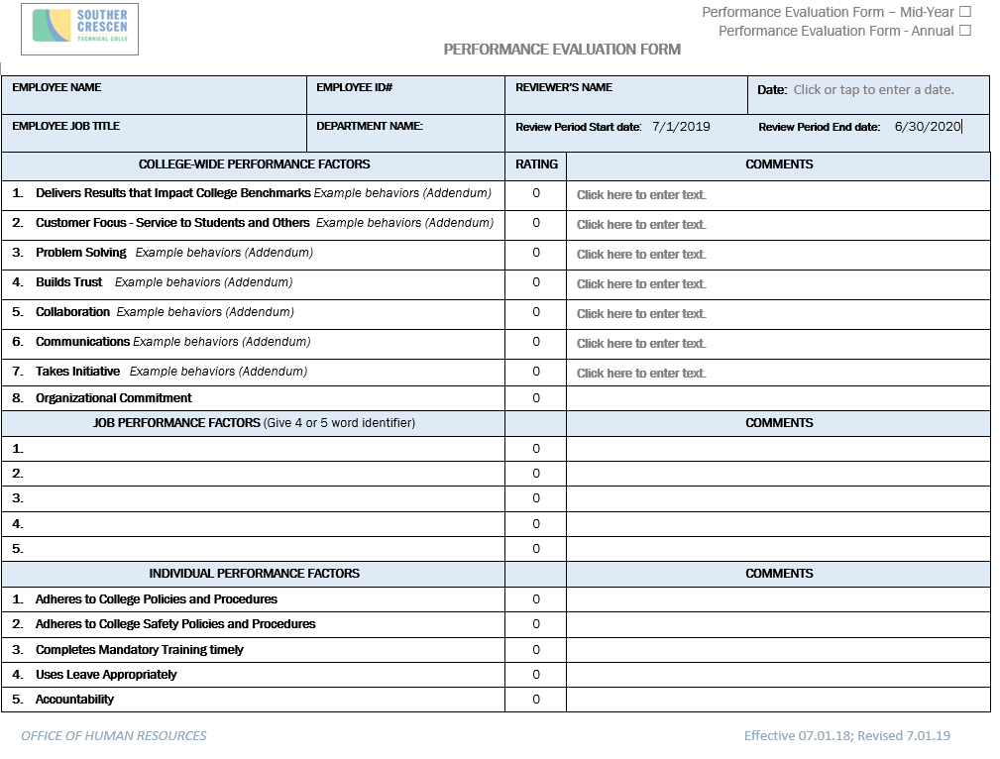 SOUTHER
CRESCEN
TECHNICAL COLLE
Performance Evaluation Form – Mid-Year ☐
Performance Evaluation Form - Annual ☐
PERFORMANCE EVALUATION FORM
EMPLOYEE NAME EMPLOYEE ID# REVIEWER'S NAME Date: Click or tap to enter a date.
EMPLOYEE JOB TITLE DEPARTMENT NAME: Review Period Start date: 7/1/2019 Review Period End date: 6/30/2020
COLLEGE-WIDE PERFORMANCE FACTORS RATING COMMENTS
1. Delivers Results that Impact College Benchmarks Example behaviors (Addendum) 0 Click here to enter text.
2. Customer Focus - Service to Students and Others Example behaviors (Addendum) 0 Click here to enter text.
3. Problem Solving Example behaviors (Addendum) 0 Click here to enter text.
4. Builds Trust Example behaviors (Addendum) 0 Click here to enter text.
5. Collaboration Example behaviors (Addendum) 0 Click here to enter text.
6. Communications Example behaviors (Addendum) 0 Click here to enter text.
7. Takes Initiative Example behaviors (Addendum) 0 Click here to enter text.
8. Organizational Commitment 0
JOB PERFORMANCE FACTORS (Give 4 or 5 word identifier) COMMENTS
1. 0
2. 0
3. 0
4. 0
5. 0
INDIVIDUAL PERFORMANCE FACTORS COMMENTS
1. Adheres to College Policies and Procedures 0
2. Adheres to College Safety Policies and Procedures 0
3. Completes Mandatory Training timely 0
4. Uses Leave Appropriately 0
5. Accountability 0
OFFICE OF HUMAN RESOURCES Effective 07.01.18; Revised 7.01.19